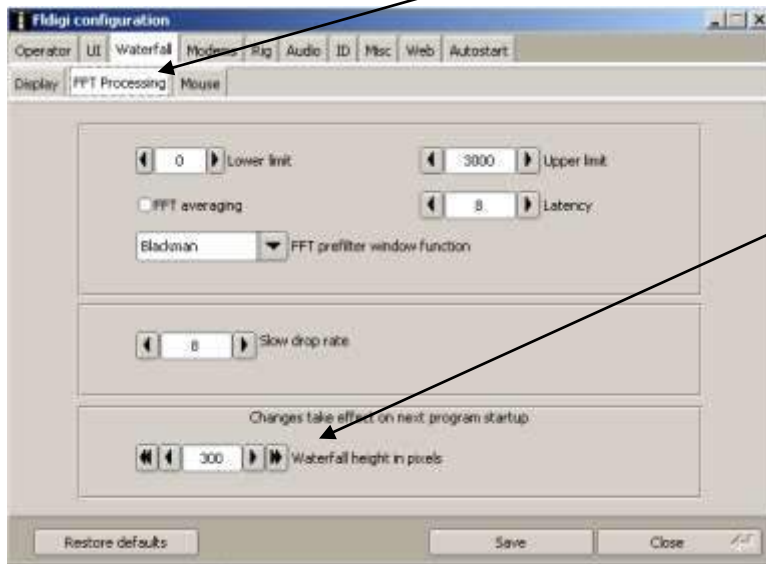 Fldigi configuration
Operator UI Waterfall Modems Rig Audio ID Misc Web Autostart
Display FFT Processing Mouse
0 Lower limit 3000 Upper limit
FFT averaging 8 Latency
Blackman FFT prefilter window function
8 Slow drop rate
Changes take effect on next program startup
300 Waterfall height in pixels
Restore defaults Save Close